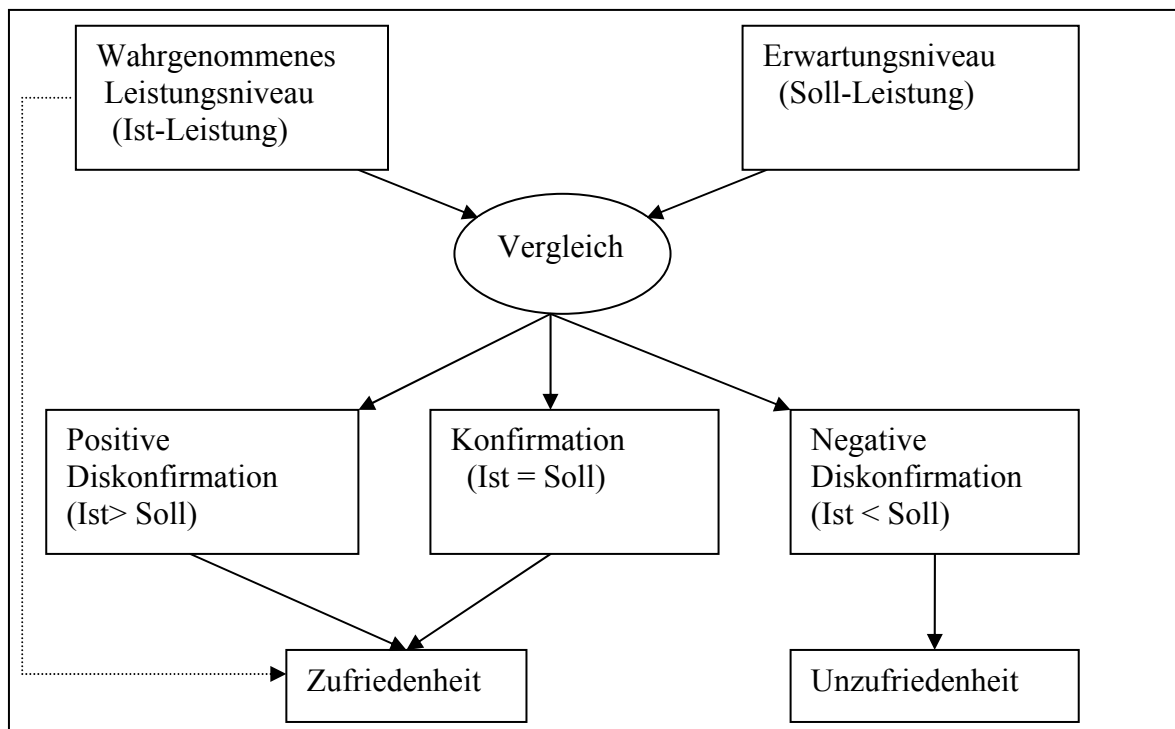 Wahrgenommenes
Leistungsniveau
(Ist-Leistung)
Erwartungsniveau
(Soll-Leistung)
Vergleich
Positive
Diskonfirmation
(Ist> Soll)
Konfirmation
(Ist = Soll)
Negative
Diskonfirmation
(Ist < Soll)
Zufriedenheit
Unzufriedenheit